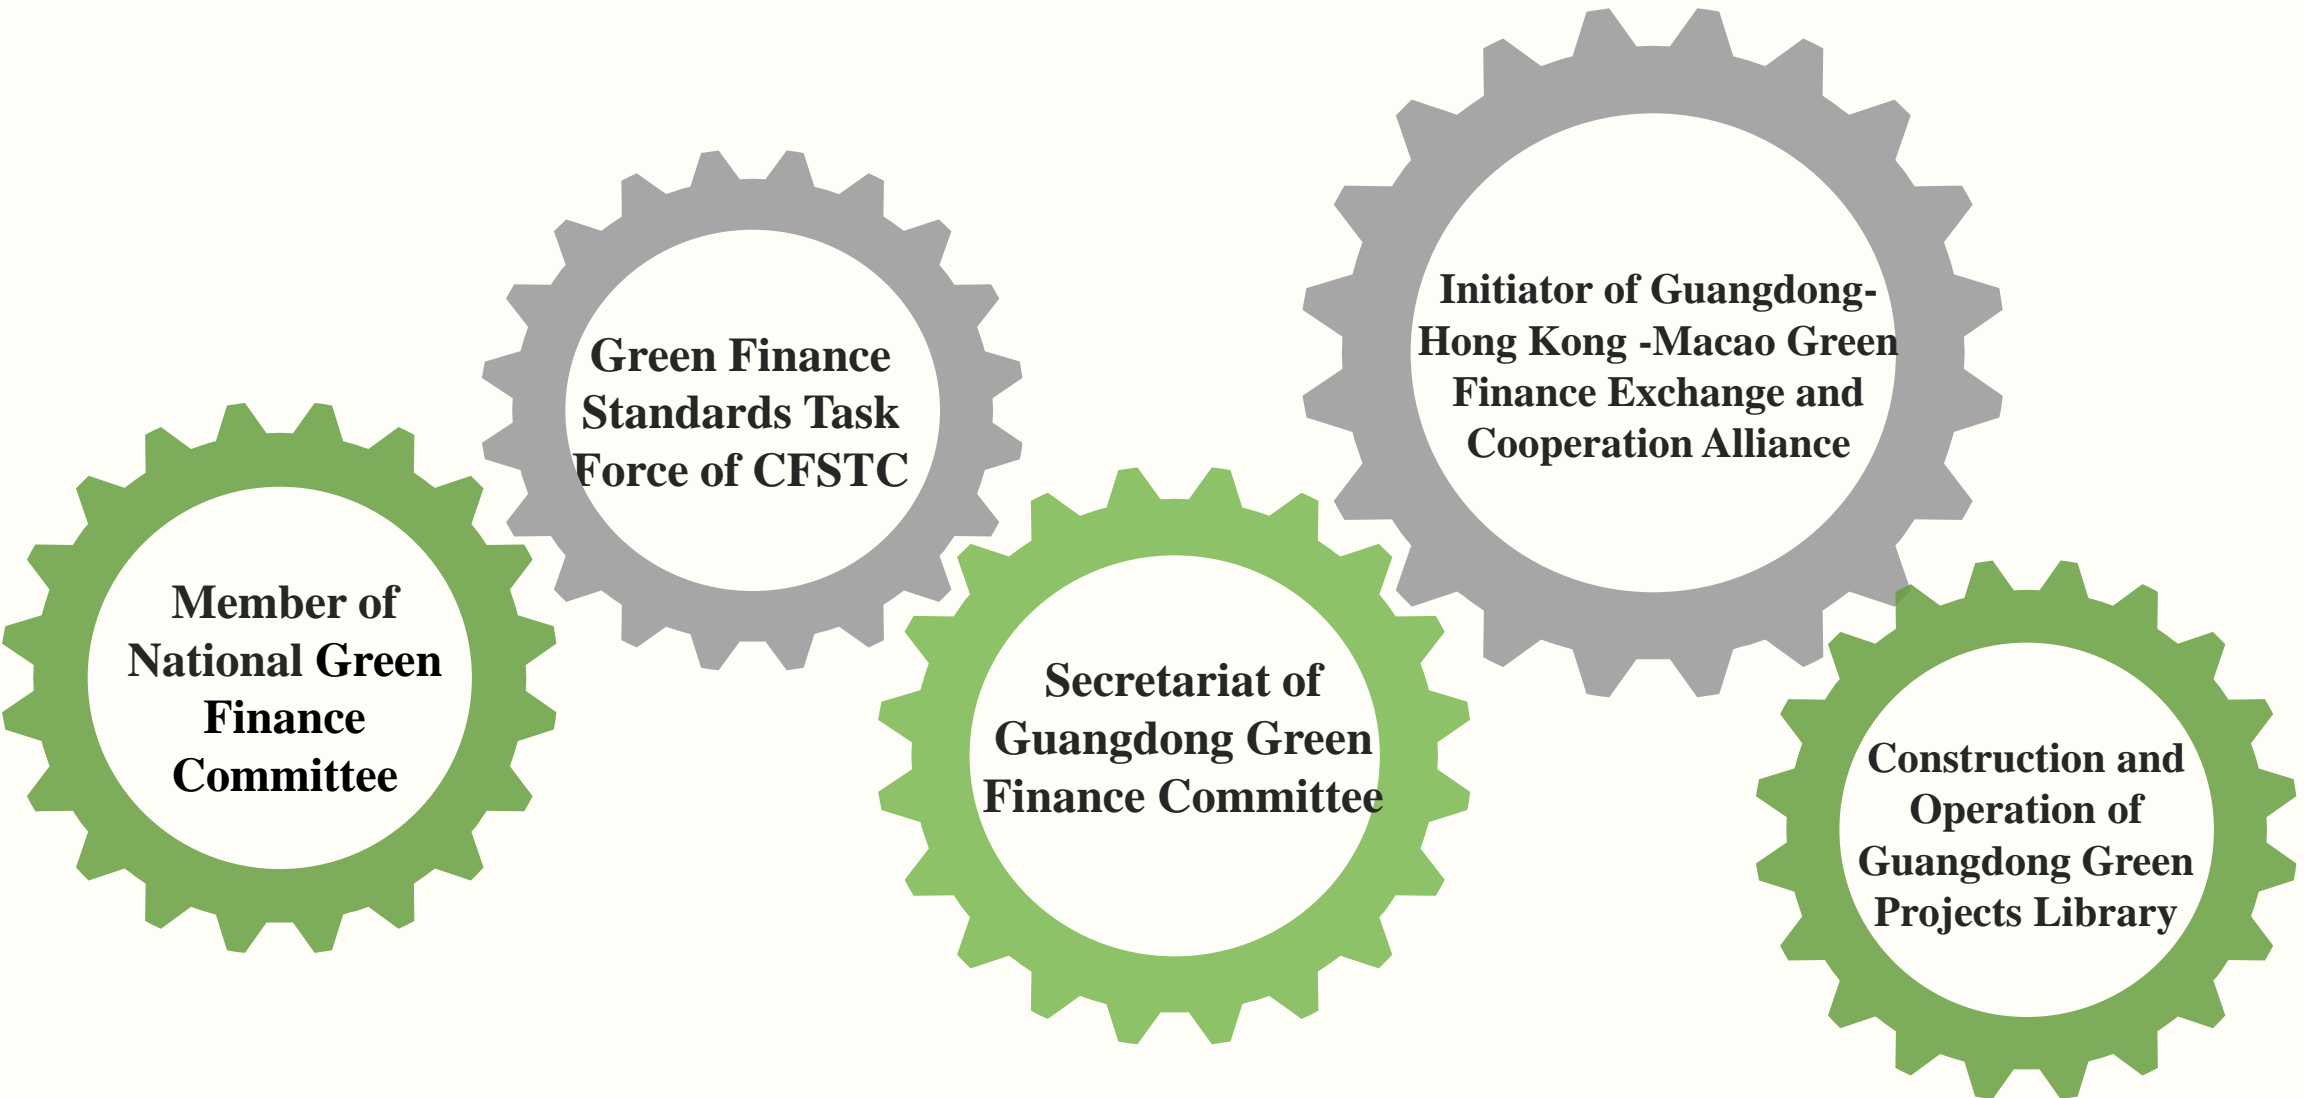 Member of
National Green
Finance
Committee
Green Finance
Standards Task
Force of CFSTC
Secretariat of
Guangdong Green
Finance Committee
Initiator of Guangdong-
Hong Kong -Macao Green
Finance Exchange and
Cooperation Alliance
Construction and
Operation of
Guangdong Green
Projects Library